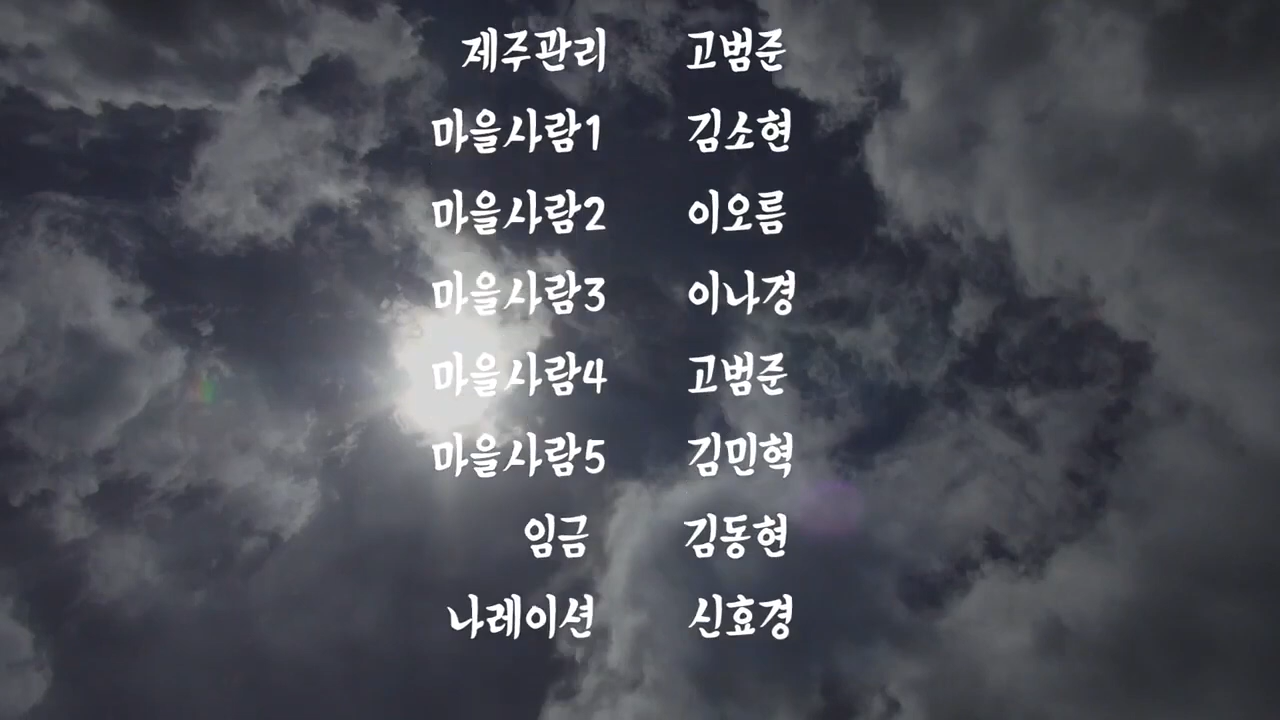 제주관리 고범준
마을사람1 김소현
마을사람2 이오름
마을사람3 이나경
마을사람4 고범준
마을사람5 김민혁
임금 김동현
나레이션 신효경